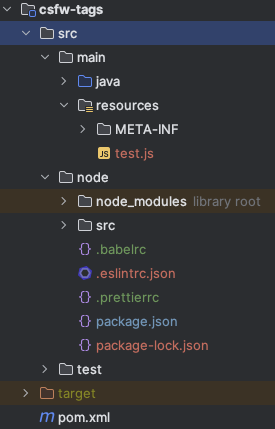 csfw-tags
src
main
java
resources
META-INF
JS test.js
node
node_modules library root
src
{} .babelrc
.eslintrc.json
{} .prettierrc
{} package.json
{} package-lock.json
test
target
m pom.xml